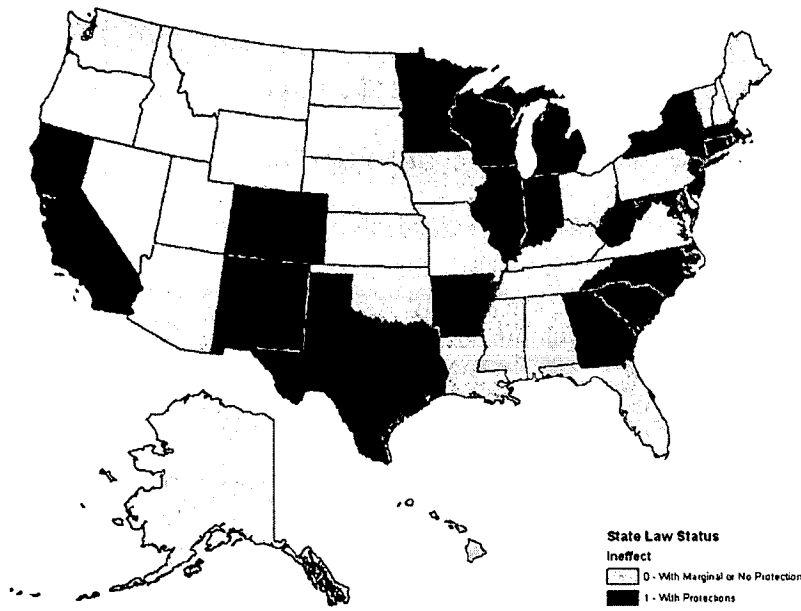 State Law Status
Ineffect
0 - With Marginal or No Protection
1 - With Protections